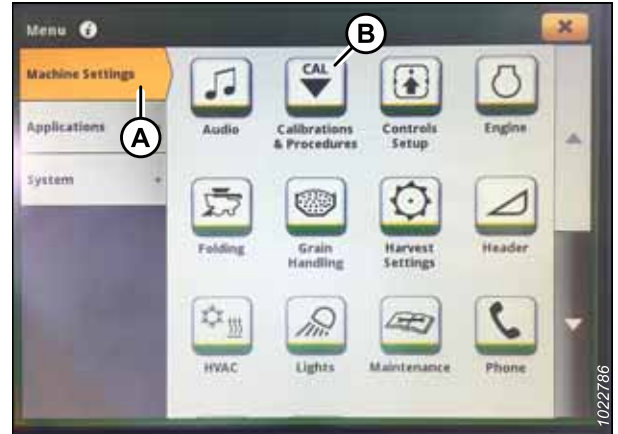 Menu i
B
Machine Settings
A
Applications
System
Audio
CAL
Calibrations
& Procedures
Controls
Setup
Engine
Folding
Grain
Handling
Harvest
Settings
Header
HVAC
Lights
Maintenance
Phone
1022786